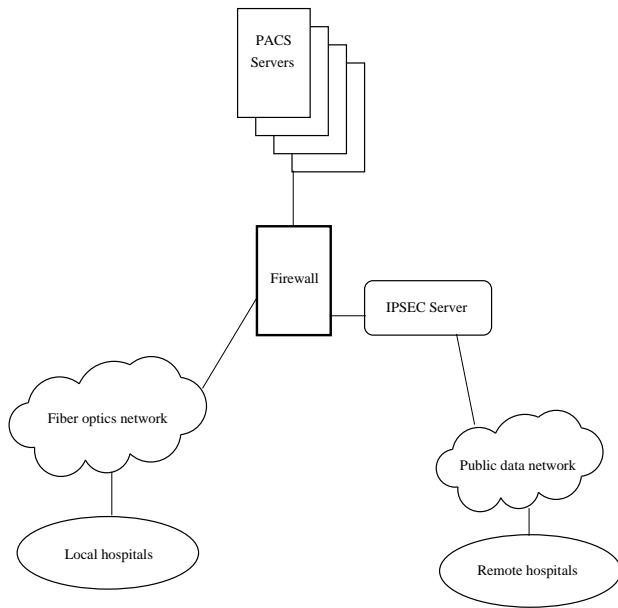 PACS
Servers
Firewall
IPSEC Server
Fiber optics network
Public data network
Local hospitals
Remote hospitals